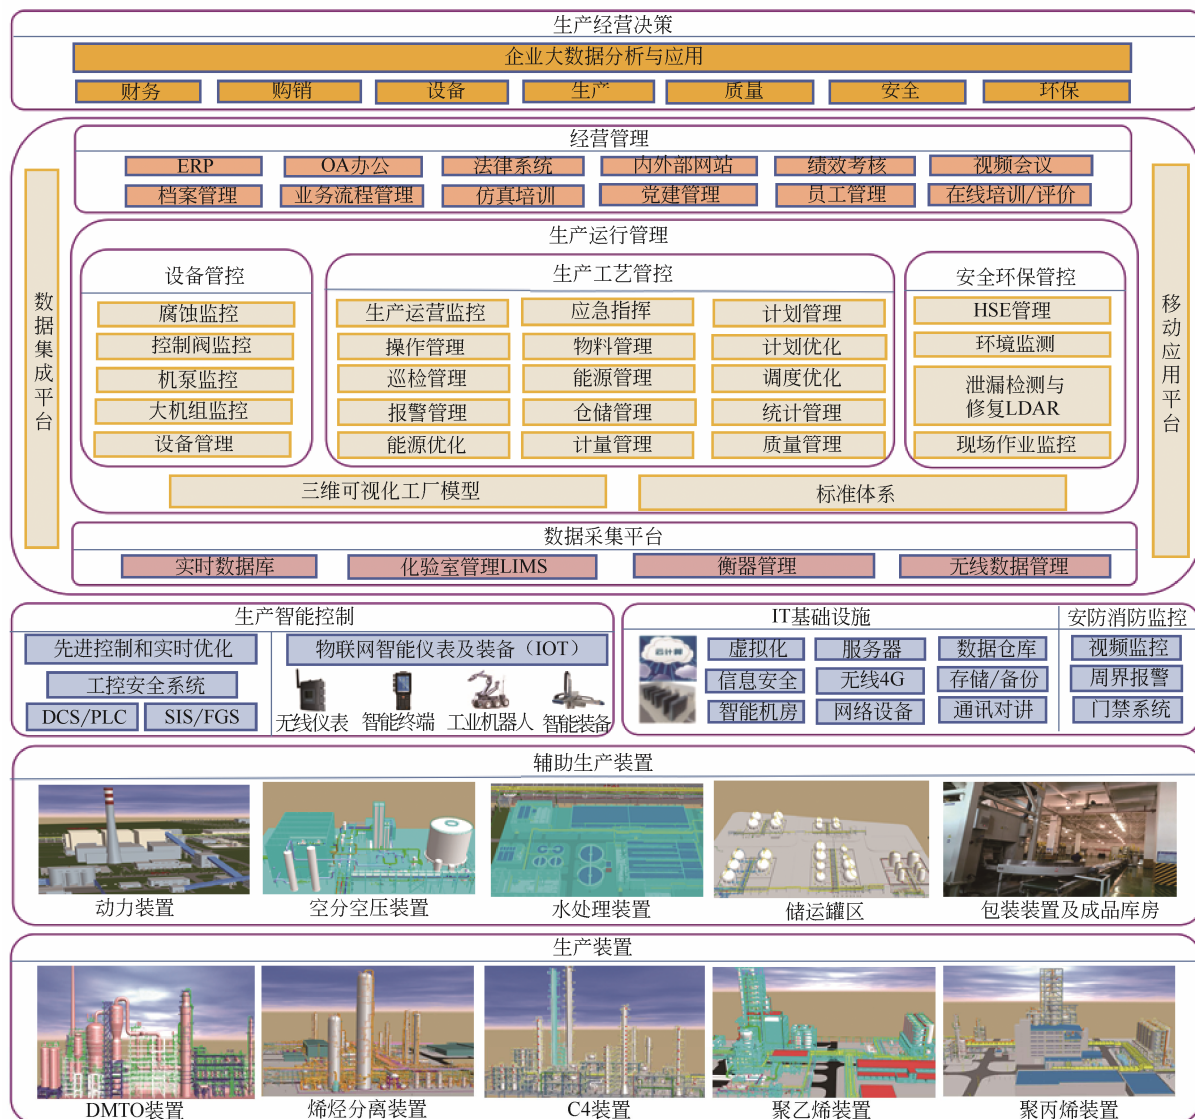 生产经营决策
企业大数据分析与应用
财务 购销 设备 生产 质量 安全 环保
经营管理
ERP OA办公 法律系统 内外部网站 绩效考核 视频会议
档案管理 业务流程管理 仿真培训 党建管理 员工管理 在线培训/评价
数据集成平台
移动应用平台
生产运行管理
设备管控
腐蚀监控
控制阀监控
机泵监控
大机组监控
设备管理
生产工艺管控
生产运营监控 应急指挥 计划管理
操作管理 物料管理 计划优化
巡检管理 能源管理 调度优化
报警管理 仓储管理 统计管理
能源优化 计量管理 质量管理
安全环保管控
HSE管理
环境监测
泄漏检测与
修复LDAR
现场作业监控
三维可视化工厂模型 标准体系
数据采集平台
实时数据库 化验室管理LIMS 衡器管理 无线数据管理
生产智能控制
先进控制和实时优化
工控安全系统
DCS/PLC SIS/FGS
物联网智能仪表及装备（IOT）
无线仪表 智能终端 工业机器人 智能装备
IT基础设施
云计算
虚拟化 服务器 数据仓库
信息安全 无线4G 存储/备份
智能机房 网络设备 通讯对讲
安防消防监控
视频监控
周界报警
门禁系统
辅助生产装置
动力装置 空分空压装置 水处理装置 储运罐区 包装装置及成品库房
生产装置
DMTO装置 烯烃分离装置 C4装置 聚乙烯装置 聚丙烯装置